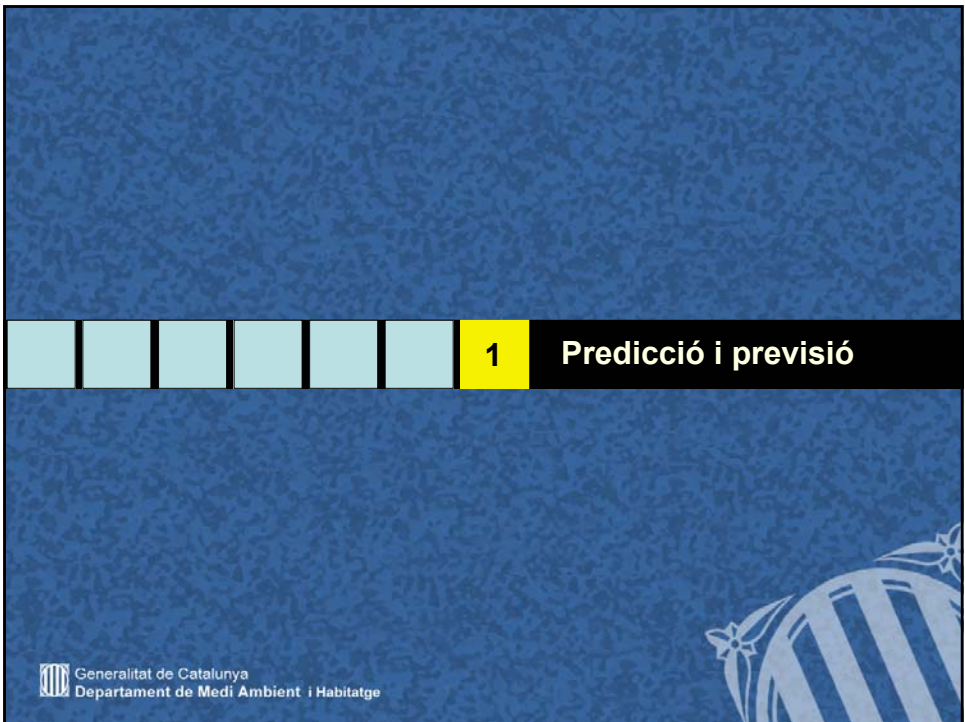 1 Predicció i previsió
Generalitat de Catalunya
Departament de Medi Ambient i Habitatge